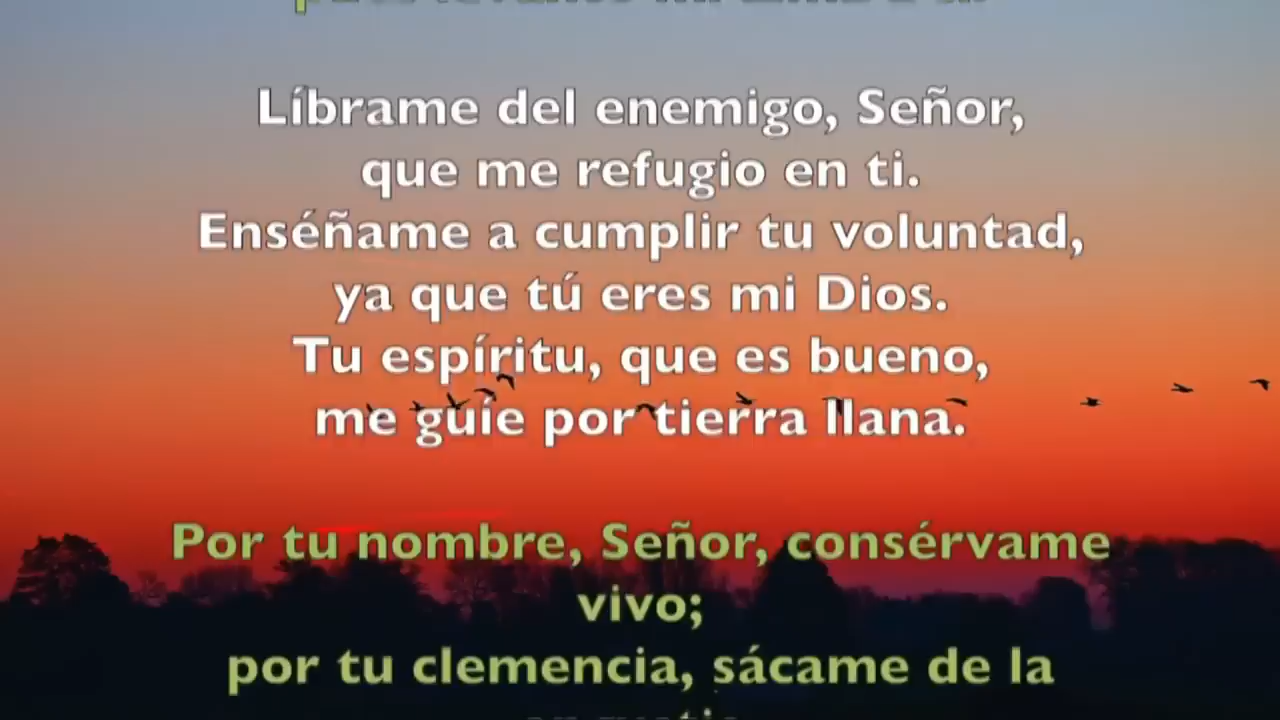 Líbrame del enemigo, Señor,
que me refugio en ti.
Enséñame a cumplir tu voluntad,
ya que tú eres mi Dios.
Tu espíritu, que es bueno,
me guíe por tierra llana.
Por tu nombre, Señor, consérvame
vivo;
por tu clemencia, sácame de la